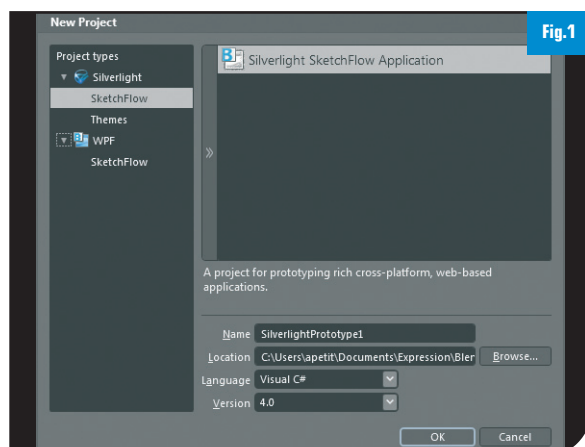 New Project
Fig.1
Project types
Silverlight
SketchFlow
Themes
WPF
SketchFlow
Silverlight SketchFlow Application
A project for prototyping rich cross-platform, web-based
applications.
Name SilverlightPrototype1
Location C:\Users\apetit\Documents\Expression\Bler Browse...
Language Visual C#
Version 4.0
OK Cancel